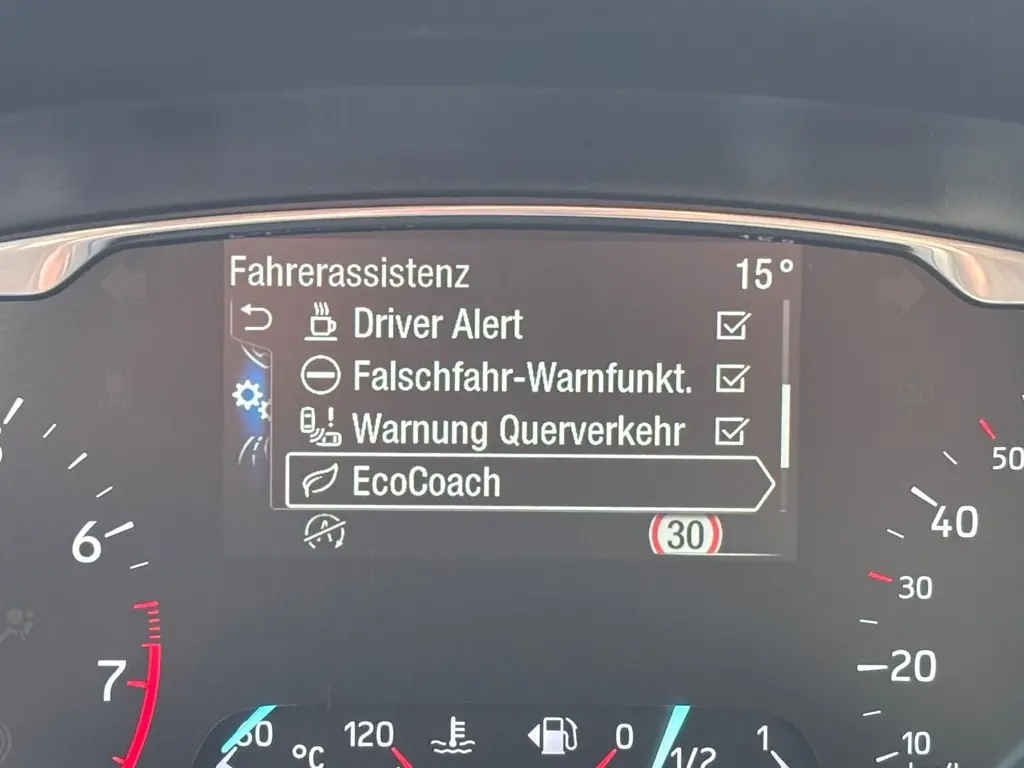 Fahrerassistenz 15°
Driver Alert
Falschfahr-Warnfunkt.
Warnung Querverkehr
EcoCoach
30
50
40
30
20
10
6
7
120
°C
0
1/2
1